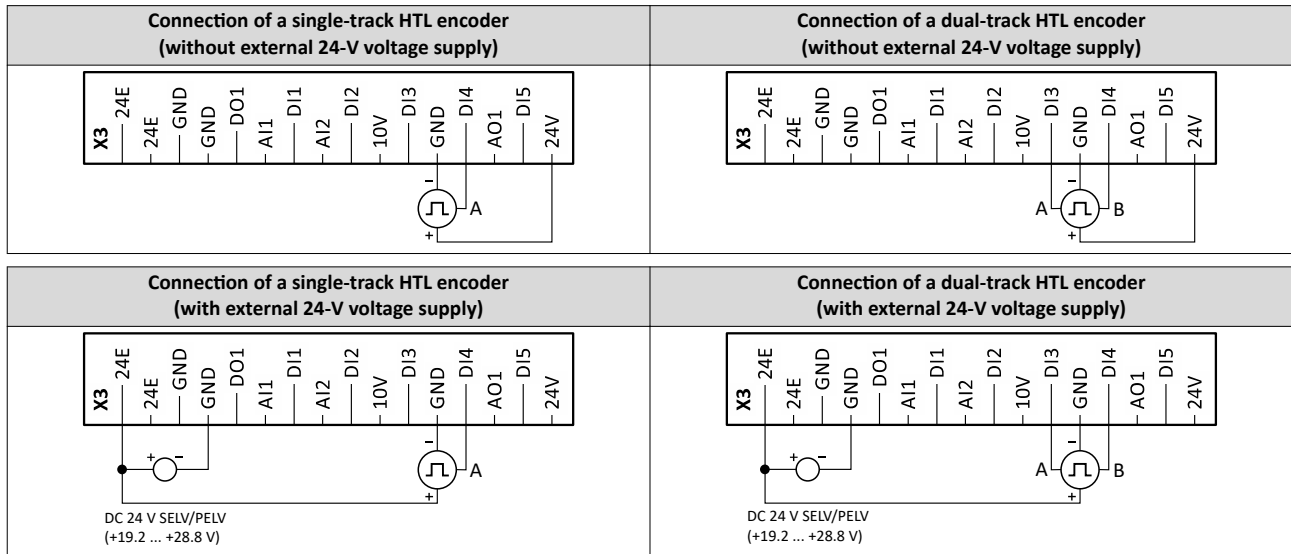 Connection of a single-track HTL encoder
(without external 24-V voltage supply)
Connection of a dual-track HTL encoder
(without external 24-V voltage supply)
X3 24E 24E GND GND DO1 AI1 DI1 AI2 DI2 10V DI3 GND DI4 AO1 DI5 24V
−
A
+
X3 24E 24E GND GND DO1 AI1 DI1 AI2 DI2 10V DI3 GND DI4 AO1 DI5 24V
−
A B
+
Connection of a single-track HTL encoder
(with external 24-V voltage supply)
Connection of a dual-track HTL encoder
(with external 24-V voltage supply)
X3 24E 24E GND GND DO1 AI1 DI1 AI2 DI2 10V DI3 GND DI4 AO1 DI5 24V
+ − −
A
+
DC 24 V SELV/PELV
(+19.2 ... +28.8 V)
X3 24E 24E GND GND DO1 AI1 DI1 AI2 DI2 10V DI3 GND DI4 AO1 DI5 24V
+ − −
A B
+
DC 24 V SELV/PELV
(+19.2 ... +28.8 V)